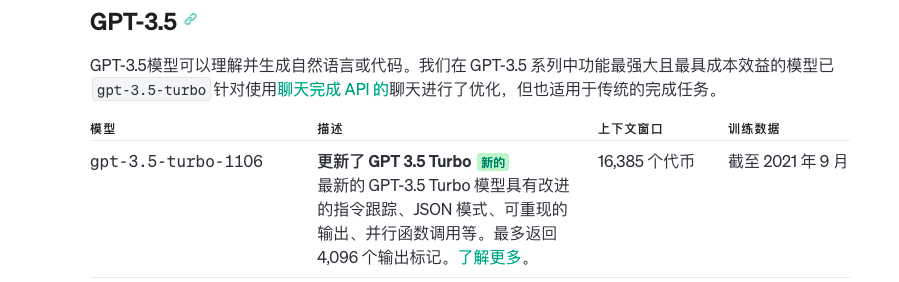 GPT-3.5
GPT-3.5模型可以理解并生成自然语言或代码。我们在 GPT-3.5 系列中功能最强大且最具成本效益的模型已
gpt-3.5-turbo 针对使用聊天完成 API 的聊天进行了优化，但也适用于传统的完成任务。
模型 描述 上下文窗口 训练数据
gpt-3.5-turbo-1106 更新了 GPT 3.5 Turbo 新的 16,385 个代币 截至 2021 年 9 月
最新的 GPT-3.5 Turbo 模型具有改进
的指令跟踪、JSON 模式、可重现的
输出、并行函数调用等。最多返回
4,096 个输出标记。了解更多。